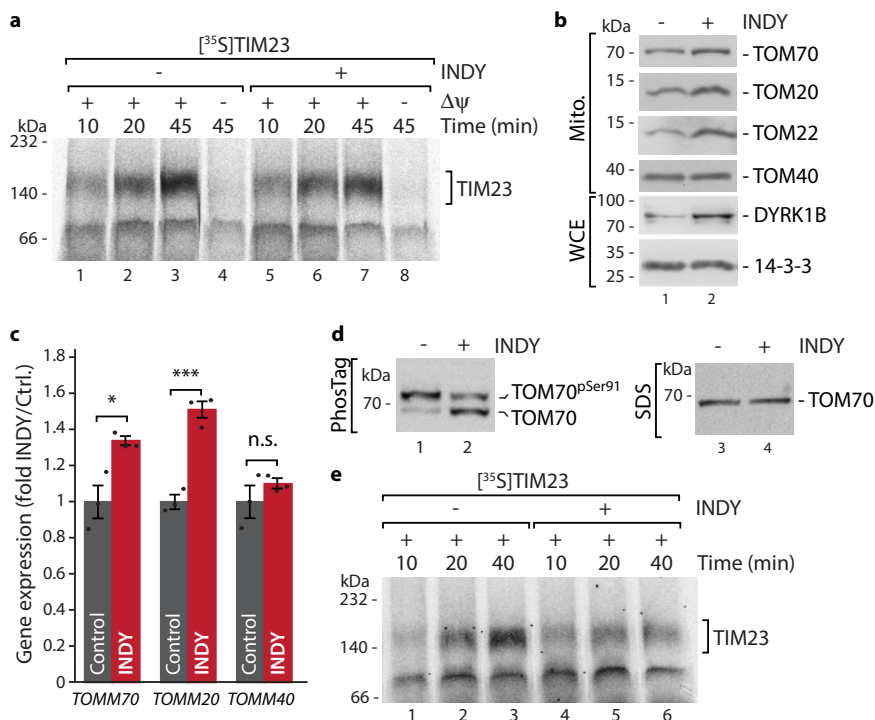 a
[³⁵S]TIM23
- + INDY
+ + + - + + + - Δψ
10 20 45 45 10 20 45 45 Time (min)
kDa
232 -
140 -
66 -
TIM23
1 2 3 4 5 6 7 8
b
kDa - + INDY
Mito.
70 - - TOM70
15 - - TOM20
15 - - TOM22
40 - - TOM40
WCE
100 -
70 - - DYRK1B
35 -
25 - - 14-3-3
1 2
c
Gene expression (fold INDY/Ctrl.)
1.8
1.6
1.4
1.2
1
0.8
0.6
0.4
0.2
0
* *** n.s.
Control INDY Control INDY Control INDY
TOMM70 TOMM20 TOMM40
d
- + INDY
PhosTag
kDa
70 -
TOM70pSer91
TOM70
1 2
- + INDY
SDS
kDa
70 -
- TOM70
3 4
e
[³⁵S]TIM23
- + INDY
+ + + + + +
10 20 40 10 20 40 Time (min)
kDa
232 -
140 -
66 -
TIM23
1 2 3 4 5 6